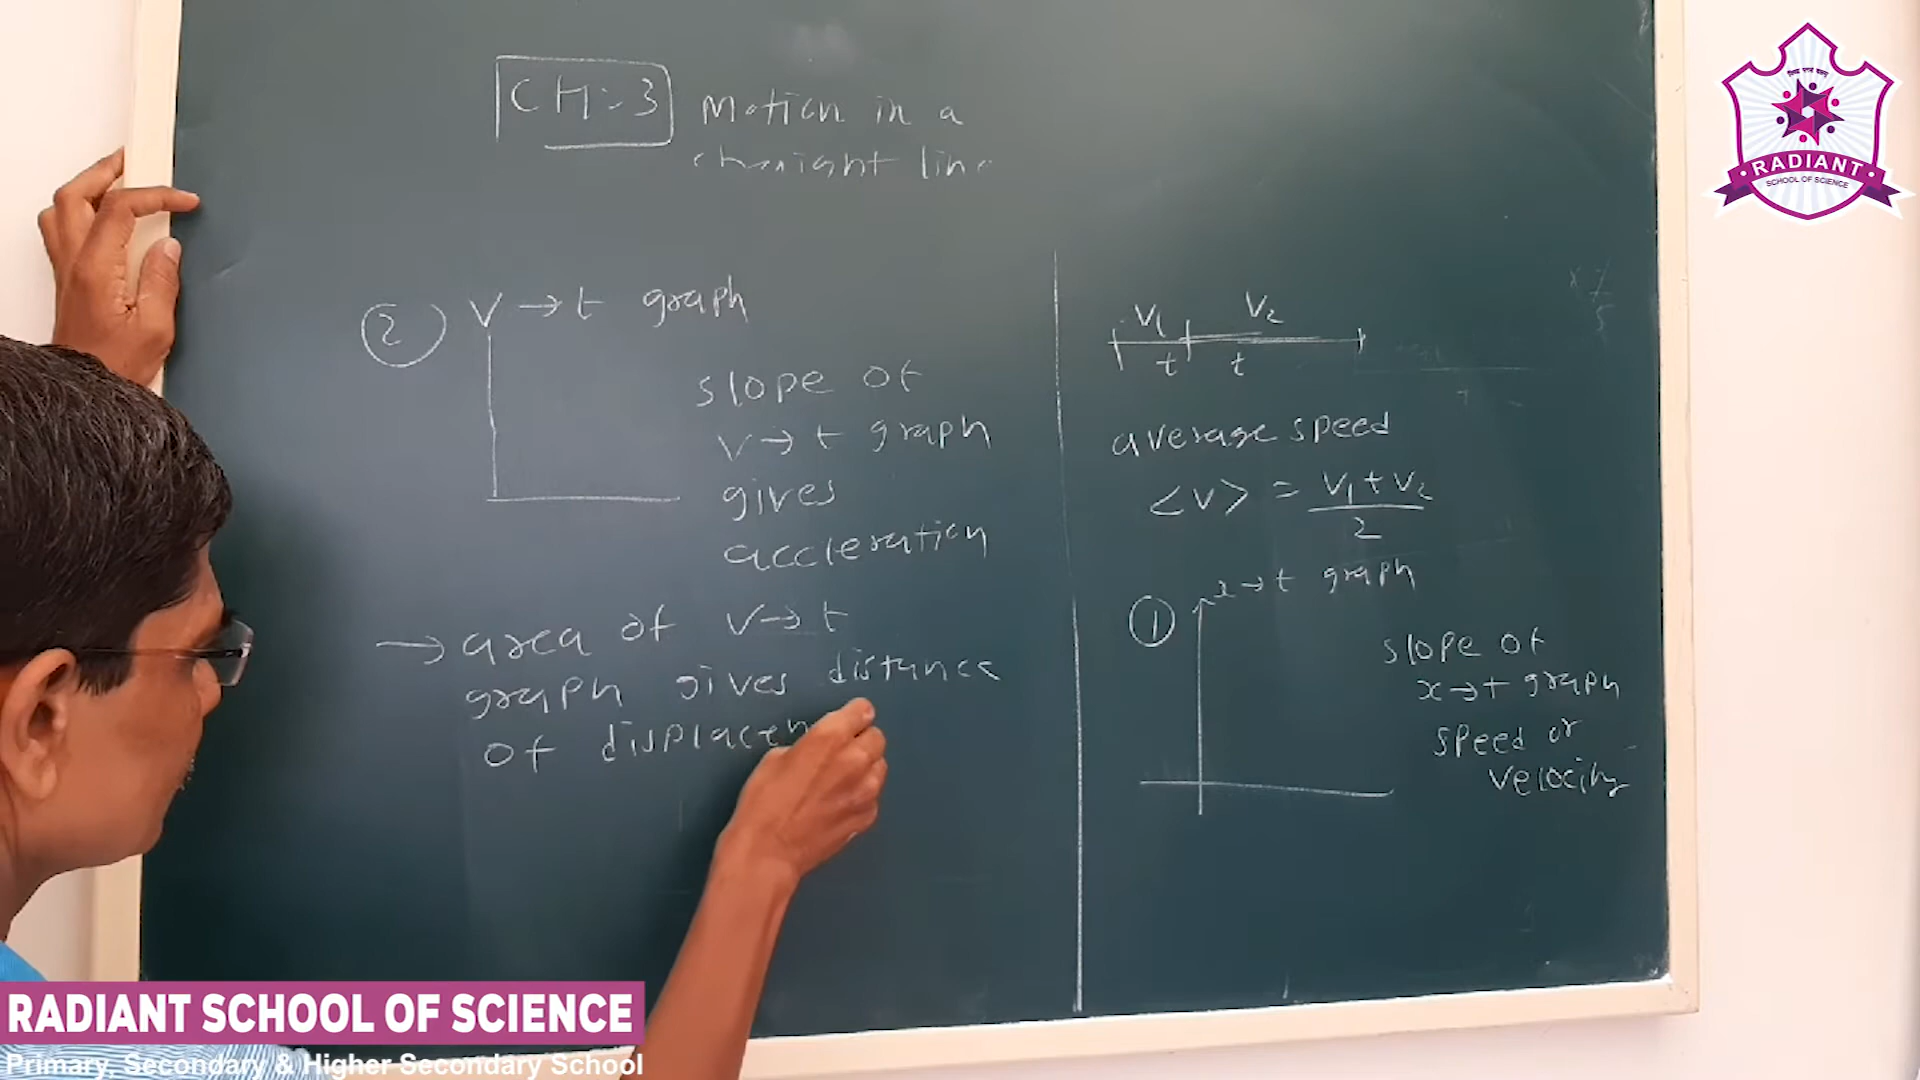 CH:-3 Motion in a
straight line
② V → t graph
slope of
v → t graph
gives
accleration
→ area of v → t
graph gives distance
of displacem
V₁ V₂
t t
average speed
<v> = V₁ + V₂
2
① x → t graph
slope of
x → t graph
speed or
velocity
RADIANT
SCHOOL OF SCIENCE
RADIANT SCHOOL OF SCIENCE
Primary, Secondary & Higher Secondary School